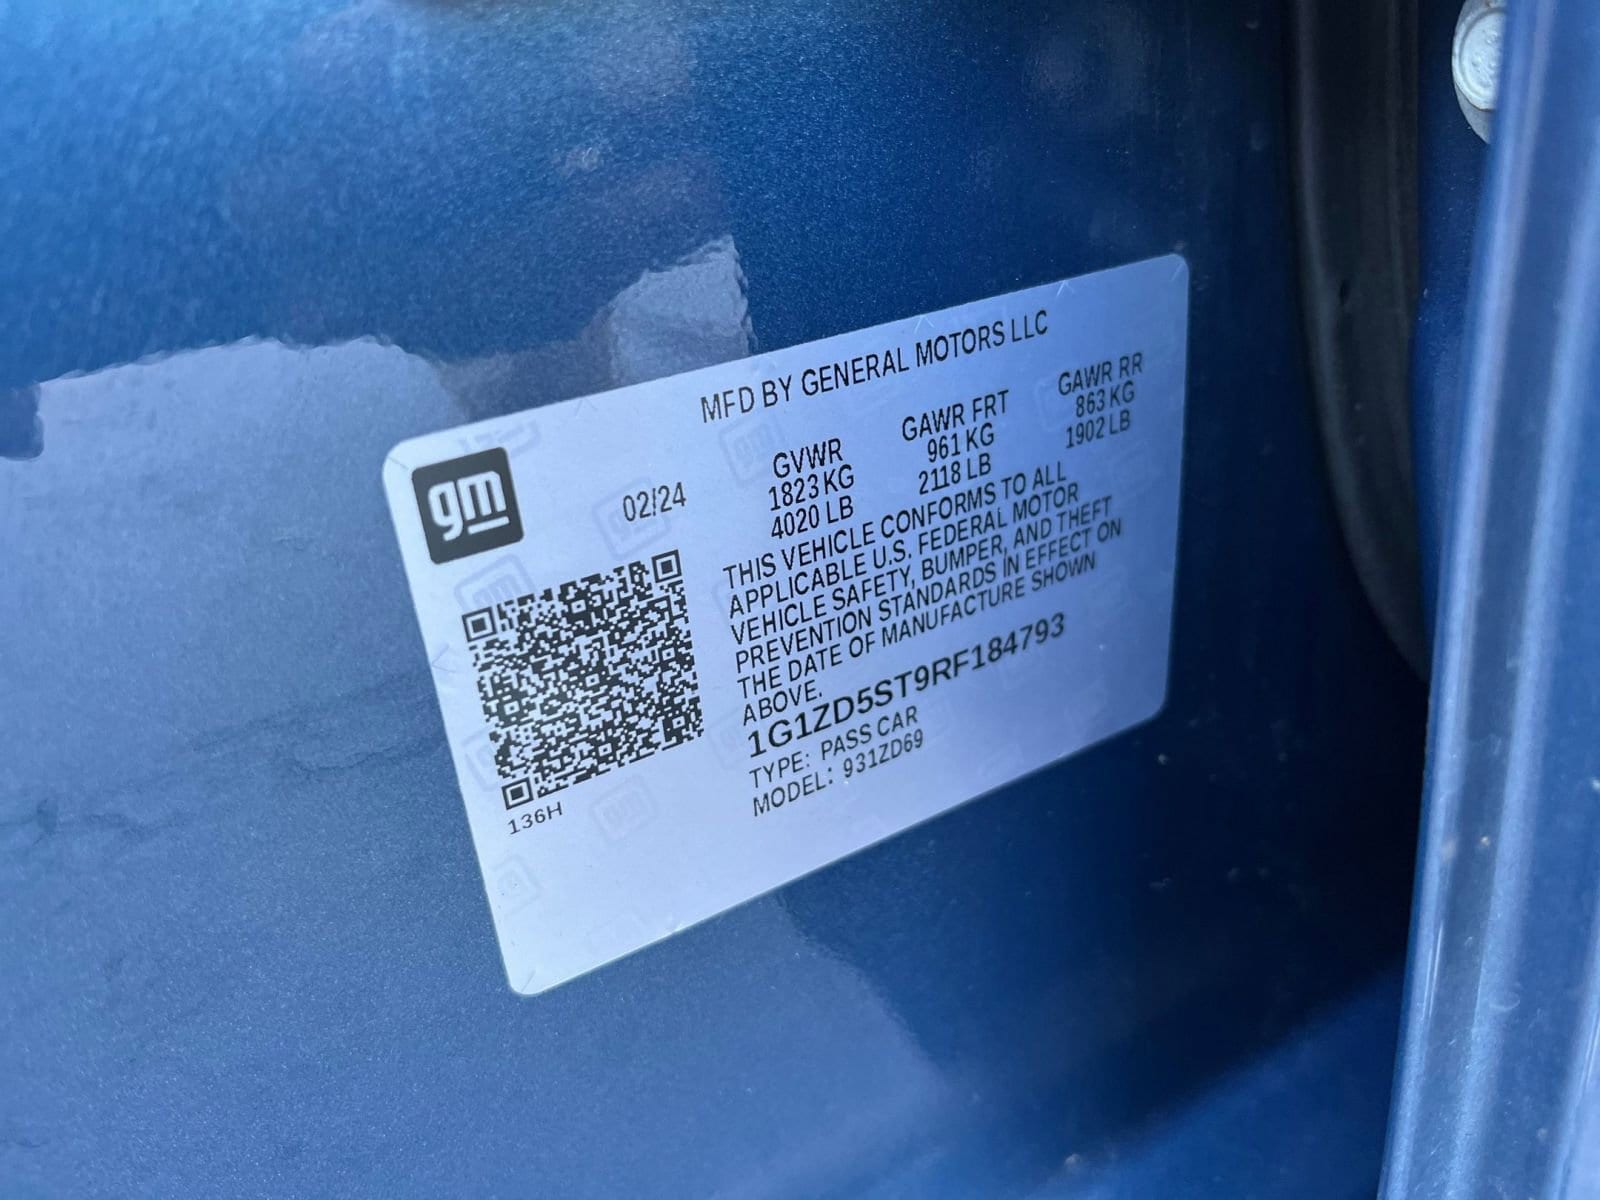 MFD BY GENERAL MOTORS LLC
gm
02/24
GVWR
1823 KG
4020 LB
GAWR FRT
961 KG
2118 LB
GAWR RR
863 KG
1902 LB
THIS VEHICLE CONFORMS TO ALL
APPLICABLE U.S. FEDERAL MOTOR
VEHICLE SAFETY, BUMPER, AND THEFT
PREVENTION STANDARDS IN EFFECT ON
THE DATE OF MANUFACTURE SHOWN
ABOVE.
1G1ZD5ST9RF184793
TYPE: PASS CAR
MODEL: 931ZD69
136H